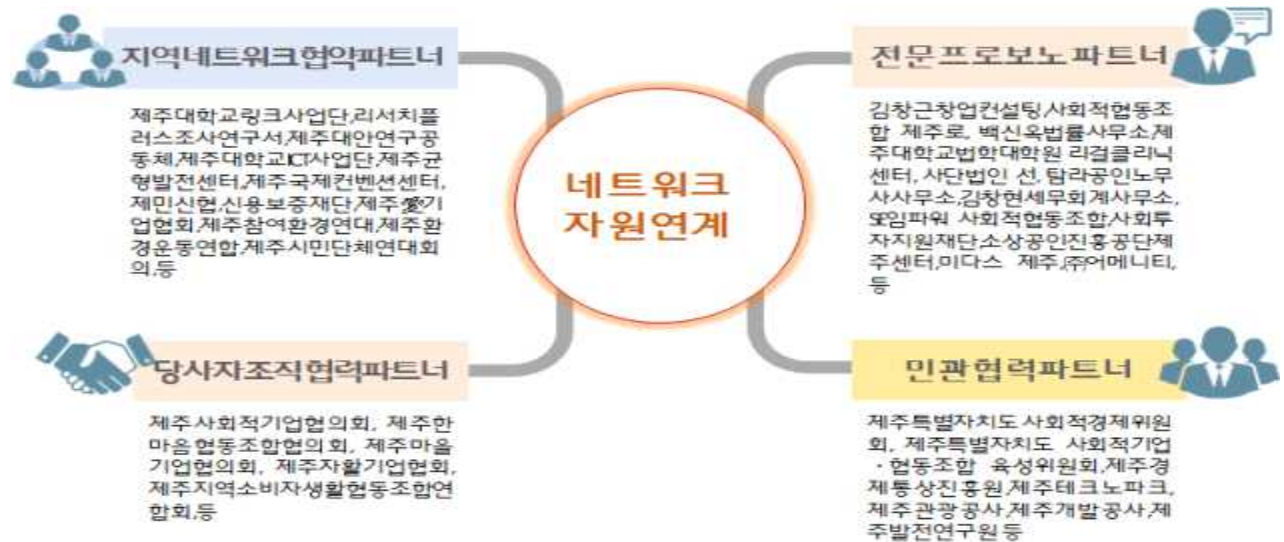 지역네트워크협약파트너
제주대학교링크사업단,리서치플
러스조사연구서,제주대안연구공
동체,제주대학교ICT사업단,제주균
형발전센터,제주국제컨벤션센터,
제민신협,신용보증재단,제주愛기
업협회,제주참여환경연대,제주환
경운동연합,제주시민단체연대회
의,등
전문프로보노파트너
김창근창업컨설팅,사회적협동조
합 제주로, 백신옥법률사무소,제
주대학교법학대학원 리걸클리닉
센터, 사단법인 선, 탐라공인노무
사사무소,김창현세무회계사무소,
모임파워 사회적협동조합,사회투
자지원재단,소상공인진흥공단제
주센터,미다스 제주,㈜어메니티,
등
네트워크
자원연계
당사자조직협력파트너
제주사회적기업협의회, 제주한
마음협동조합협의회, 제주마을
기업협의회, 제주자활기업협회,
제주지역소비자생활협동조합연
합회,등
민관협력파트너
제주특별자치도 사회적경제위원
회, 제주특별자치도 사회적기업
·협동조합 육성위원회,제주경
제통상진흥원,제주테크노파크,
제주관광공사,제주개발공사,제
주발전연구원 등